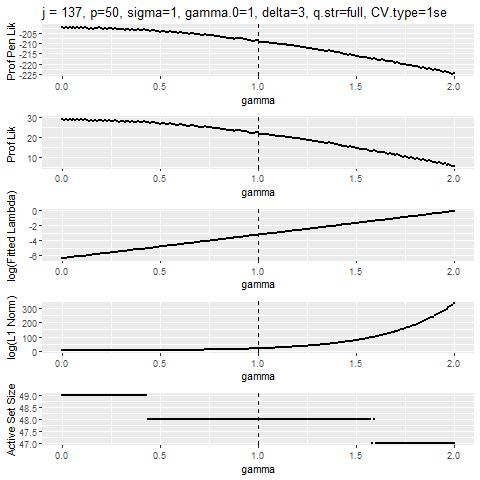 j = 137, p=50, sigma=1, gamma.0=1, delta=3, q.str=full, CV.type=1se
Prof Pen Lik
-205
-210
-215
-220
-225
0.0 0.5 1.0 1.5 2.0
gamma
Prof Lik
30
20
10
0.0 0.5 1.0 1.5 2.0
gamma
log(Fitted Lambda)
0
-2
-4
-6
0.0 0.5 1.0 1.5 2.0
gamma
log(L1 Norm)
300
200
100
0
0.0 0.5 1.0 1.5 2.0
gamma
Active Set Size
49.0
48.5
48.0
47.5
47.0
0.0 0.5 1.0 1.5 2.0
gamma